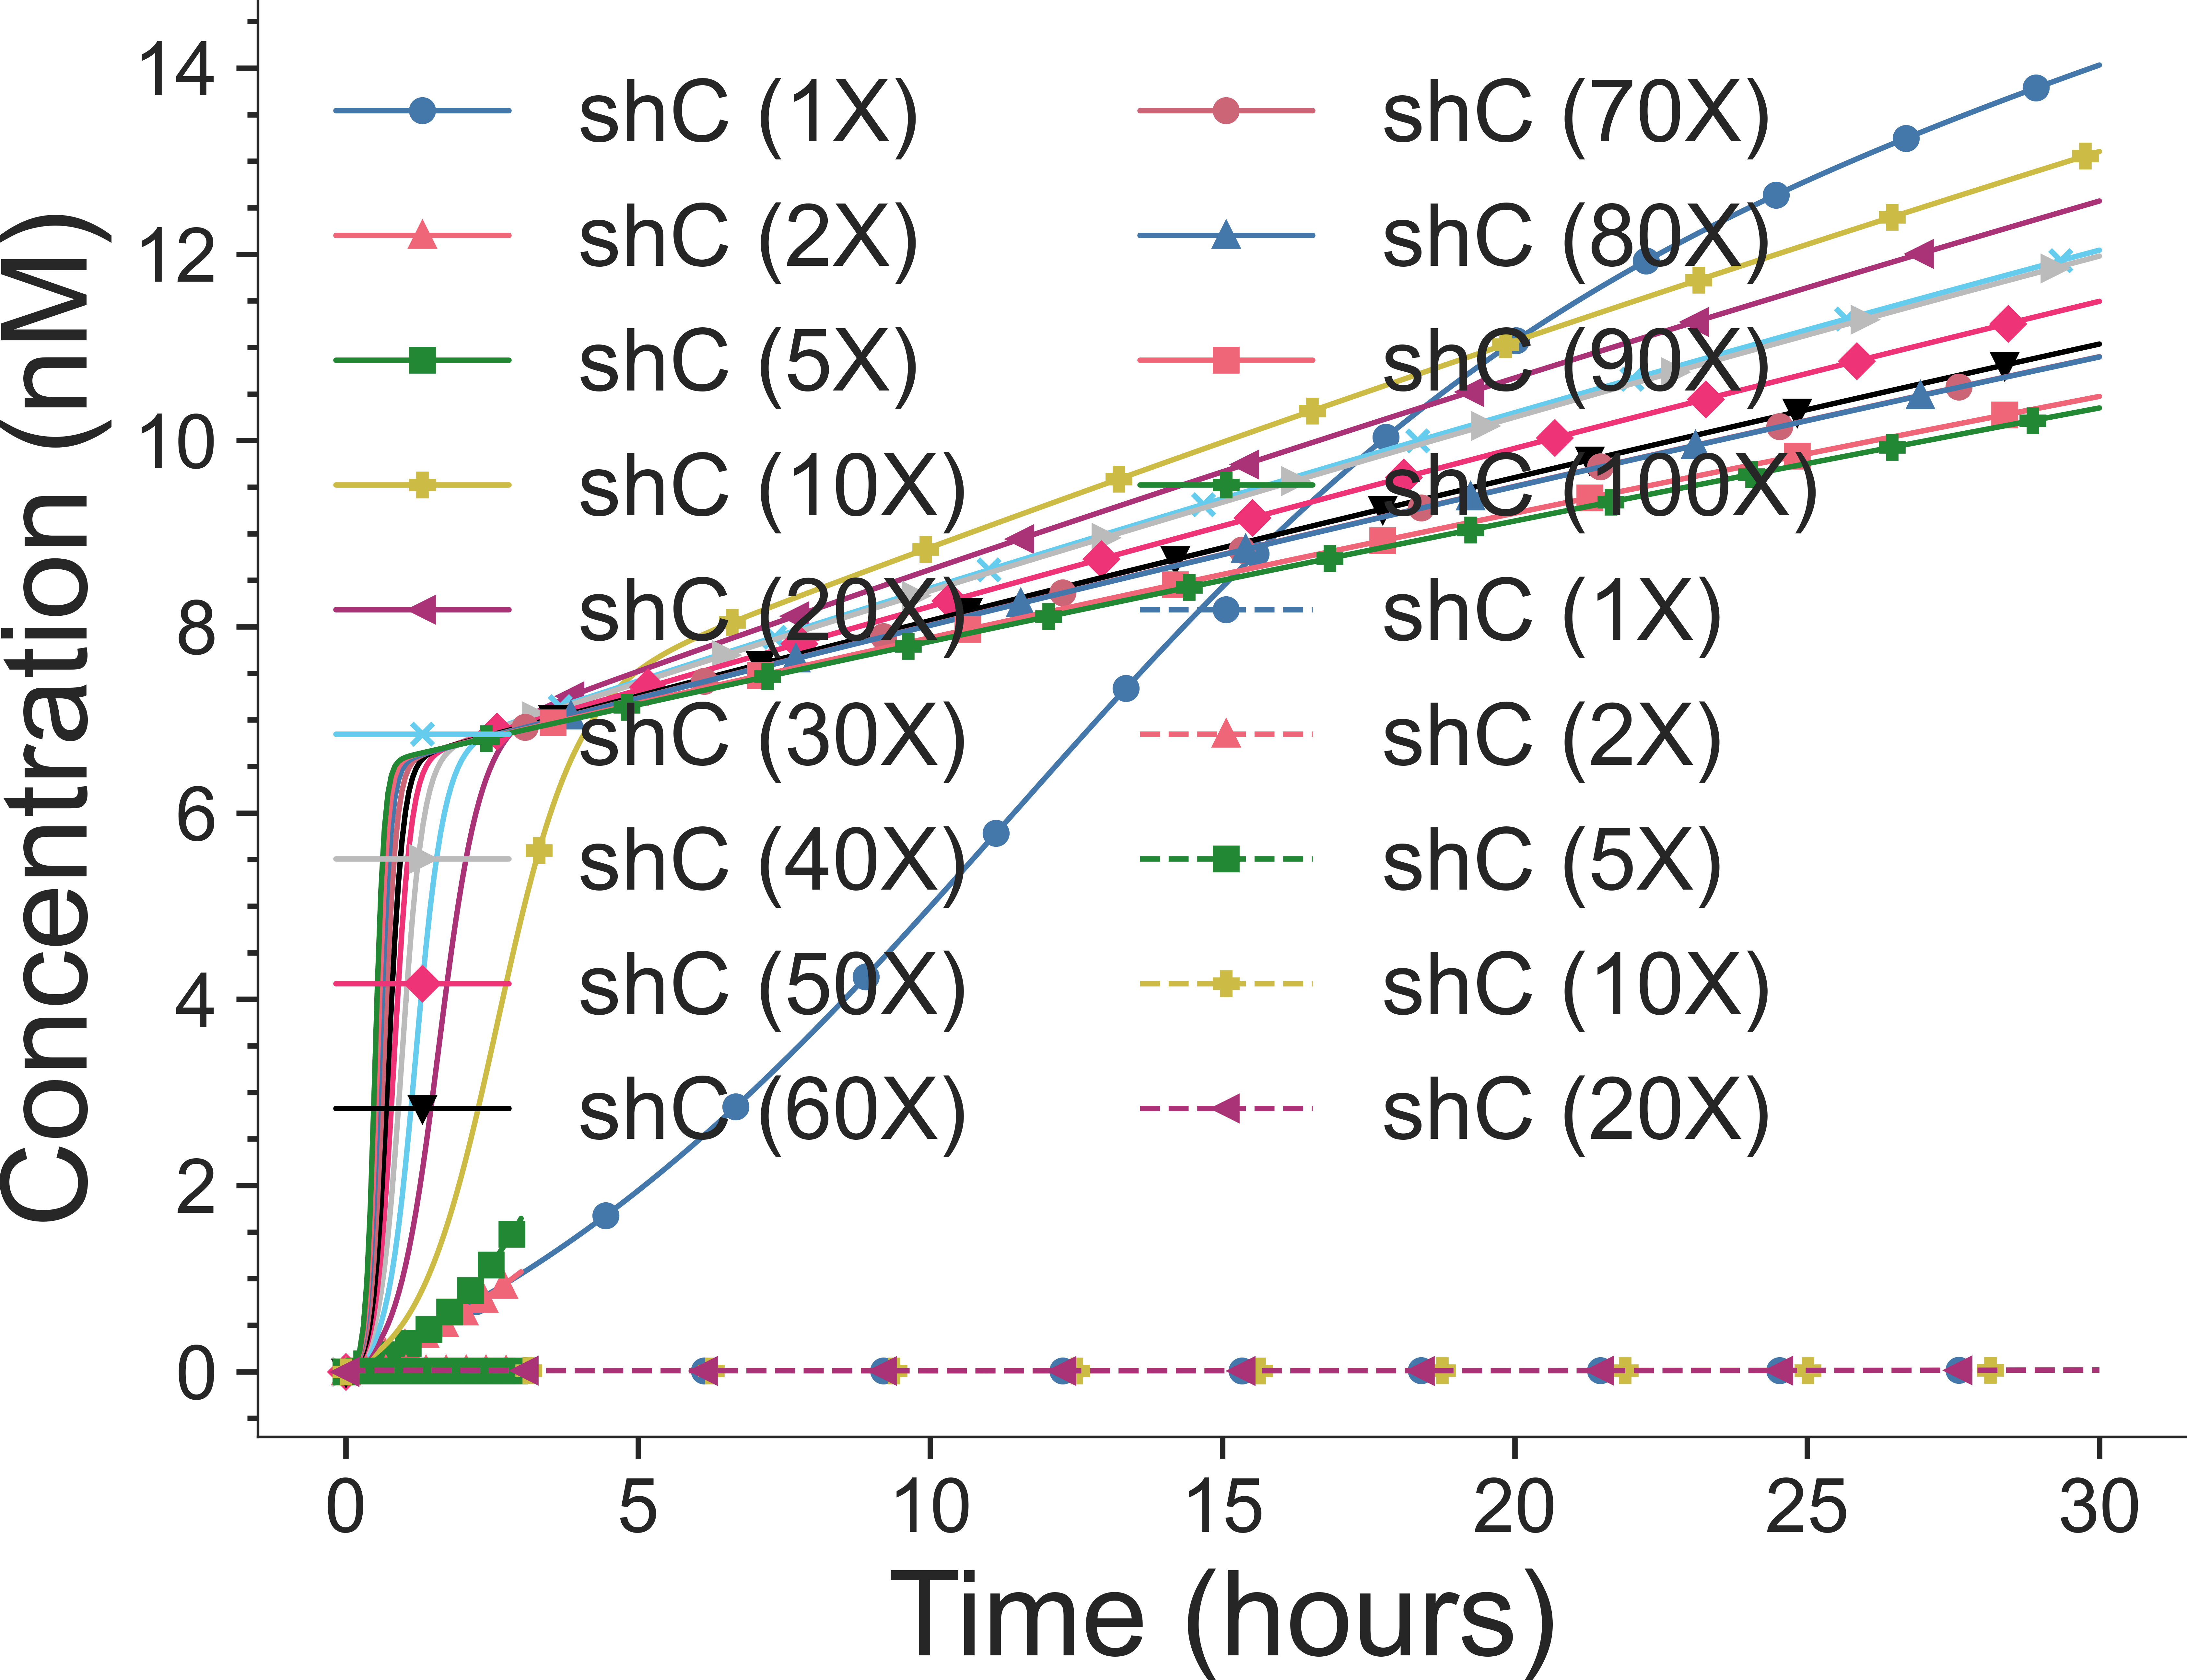 Concentration (nM)
14
12
10
8
6
4
2
0
shC (1X)
shC (2X)
shC (5X)
shC (10X)
shC (20X)
shC (30X)
shC (40X)
shC (50X)
shC (60X)
shC (70X)
shC (80X)
shC (90X)
shC (100X)
shC (1X)
shC (2X)
shC (5X)
shC (10X)
shC (20X)
0 5 10 15 20 25 30
Time (hours)